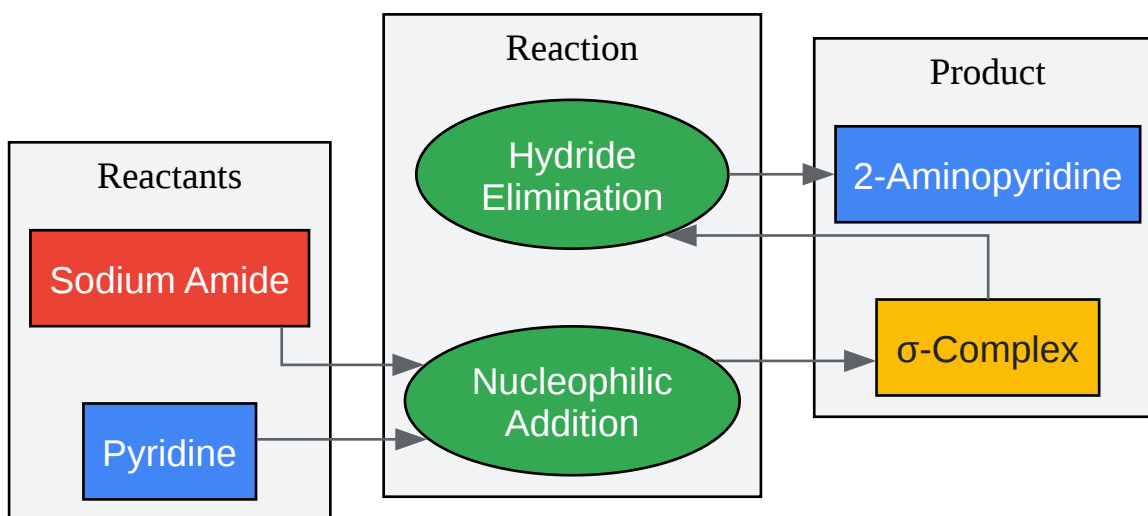 Reactants
Sodium Amide
Pyridine
Reaction
Hydride
Elimination
Nucleophilic
Addition
Product
2-Aminopyridine
σ-Complex